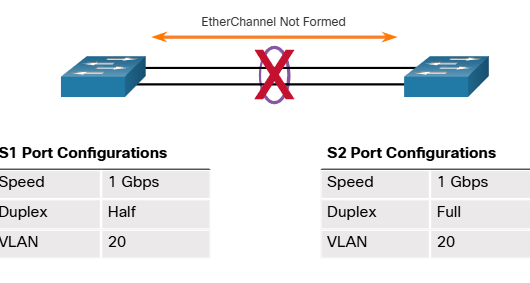 EtherChannel Not Formed
S1 Port Configurations
Speed 1 Gbps
Duplex Half
VLAN 20
S2 Port Configurations
Speed 1 Gbps
Duplex Full
VLAN 20